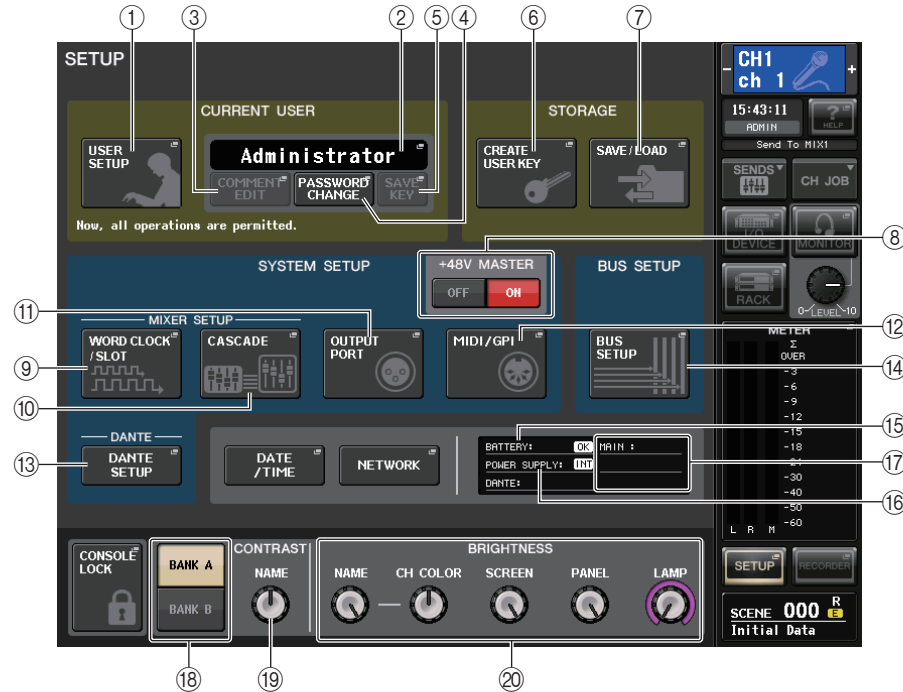 ① ③ ② ④ ⑤ ⑥ ⑦
SETUP
CURRENT USER
STORAGE
USER SETUP
Administrator
COMMENT EDIT
PASSWORD CHANGE
SAVE KEY
CREATE USER KEY
SAVE/LOAD
Now, all operations are permitted.
- CH1 +
ch 1
15:43:11
ADMIN
? HELP
Send To MIX1
SENDS
CH JOB
I/O DEVICE
MONITOR
RACK
0 LEVEL 10
⑧
SYSTEM SETUP
+48V MASTER
BUS SETUP
OFF ON
⑪
MIXER SETUP
⑫
WORD CLOCK /SLOT
CASCADE
OUTPUT PORT
MIDI/GPI
BUS SETUP
⑨
⑩
⑭
METER
Σ
OVER
-3
-6
-9
-12
-15
-18
-30
-40
-50
-60
L R M
⑬
DANTE
DANTE SETUP
DATE /TIME
NETWORK
BATTERY: OK
POWER SUPPLY: INT
DANTE:
MAIN :
⑮
⑰
⑯
CONSOLE LOCK
BANK A
BANK B
CONTRAST
NAME
BRIGHTNESS
NAME CH COLOR SCREEN PANEL LAMP
SETUP
RECORDER
SCENE 000 R E
Initial Data
⑱ ⑲ ⑳